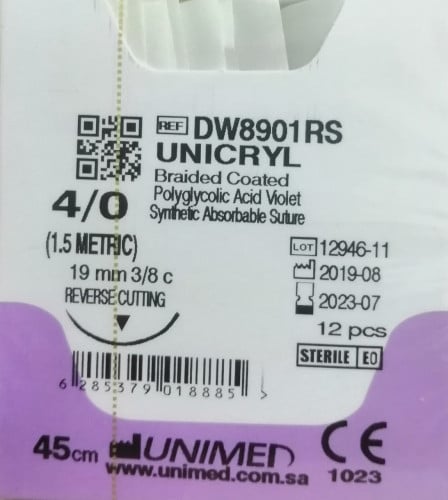 REF DW8901RS
UNICRYL
Braided Coated
Polyglycolic Acid Violet
Synthetic Absorbable Suture
4/0
(1.5 METRIC)
19 mm 3/8 c
REVERSE CUTTING
LOT 12946-11
2019-08
2023-07
12 pcs
STERILE EO
6 285379 018885 >
45cm UNIMED
www.unimed.com.sa
CE
1023